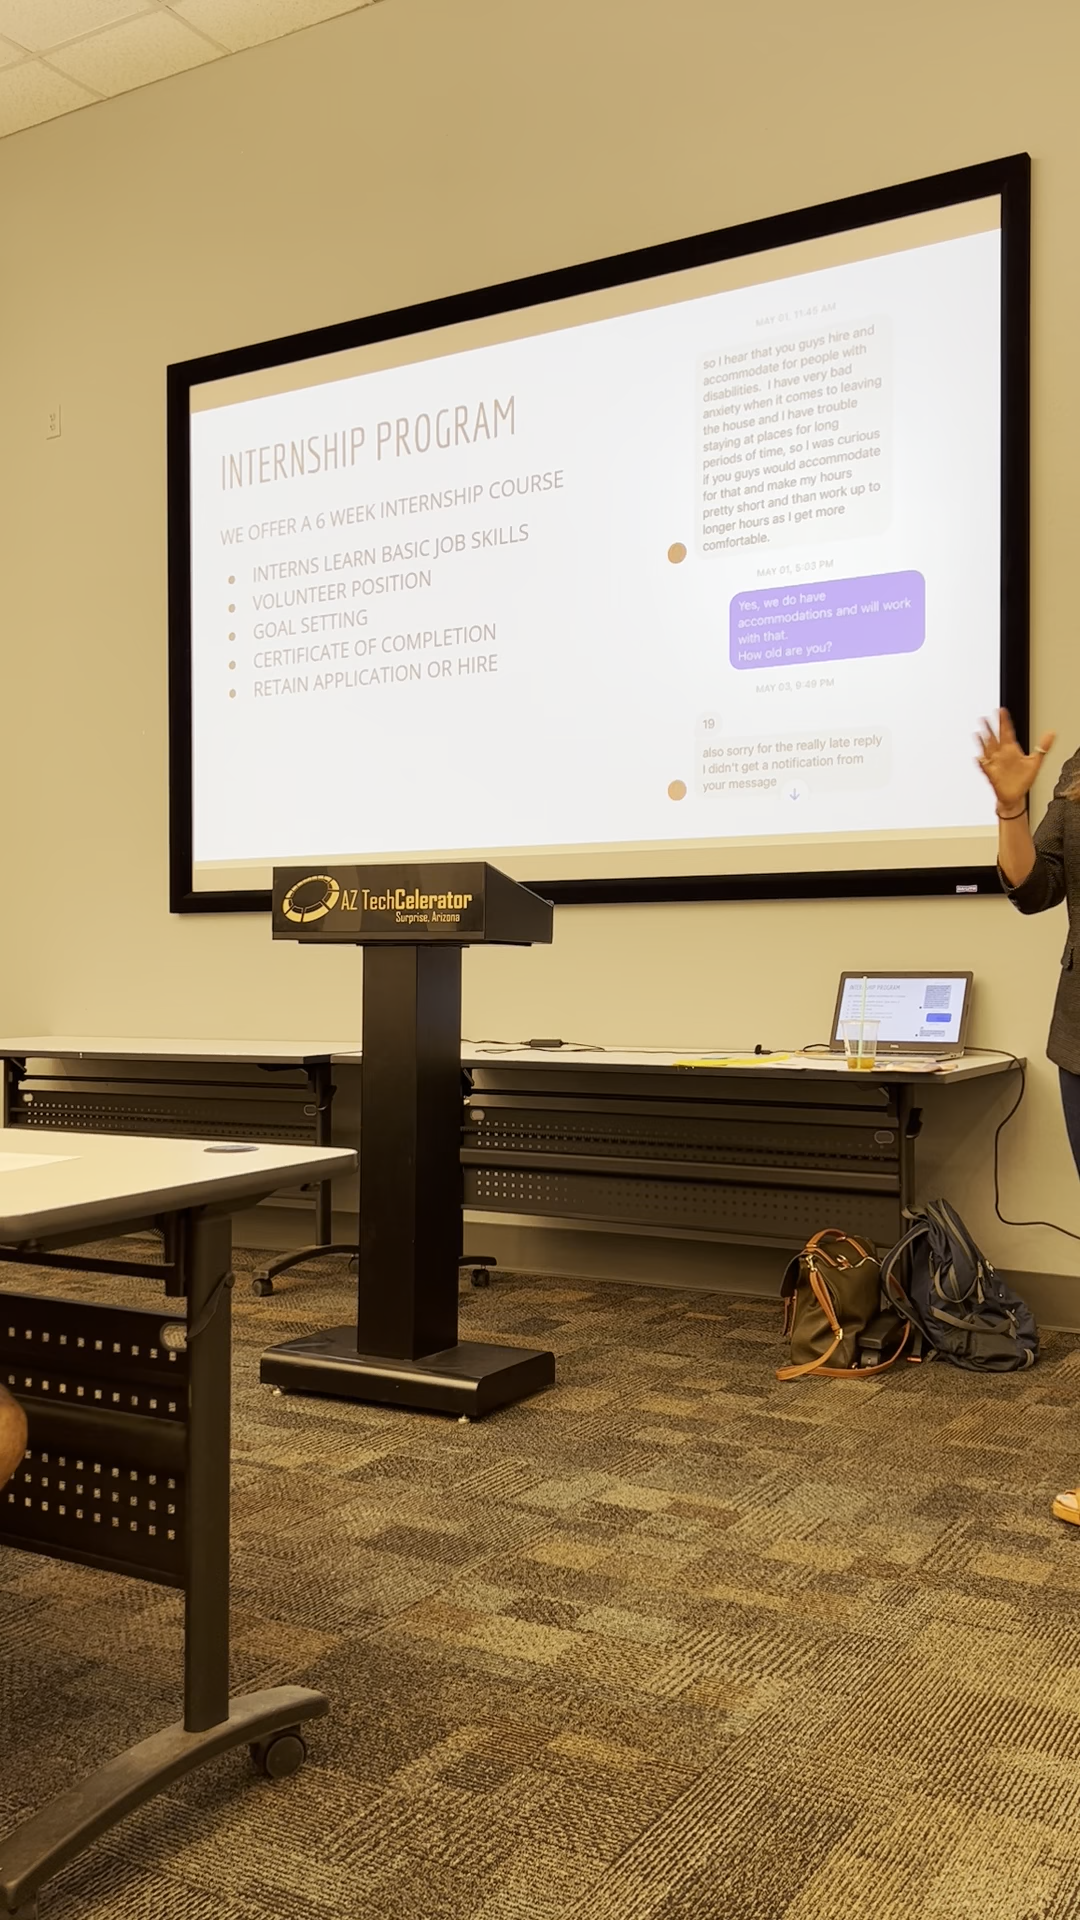 INTERNSHIP PROGRAM
WE OFFER A 6 WEEK INTERNSHIP COURSE
INTERNS LEARN BASIC JOB SKILLS
VOLUNTEER POSITION
GOAL SETTING
CERTIFICATE OF COMPLETION
RETAIN APPLICATION OR HIRE
MAY 01, 11:45 AM
so I hear that you guys hire and
accommodate for people with
disabilities. I have very bad
anxiety when it comes to leaving
the house and I have trouble
staying at places for long
periods of time, so I was curious
if you guys would accommodate
for that and make my hours
pretty short and than work up to
longer hours as I get more
comfortable.
MAY 01, 5:03 PM
Yes, we do have
accommodations and will work
with that.
How old are you?
MAY 03, 9:49 PM
19
also sorry for the really late reply
I didn't get a notification from
your message
AZ TechCelerator
Surprise, Arizona
INTERNSHIP PROGRAM